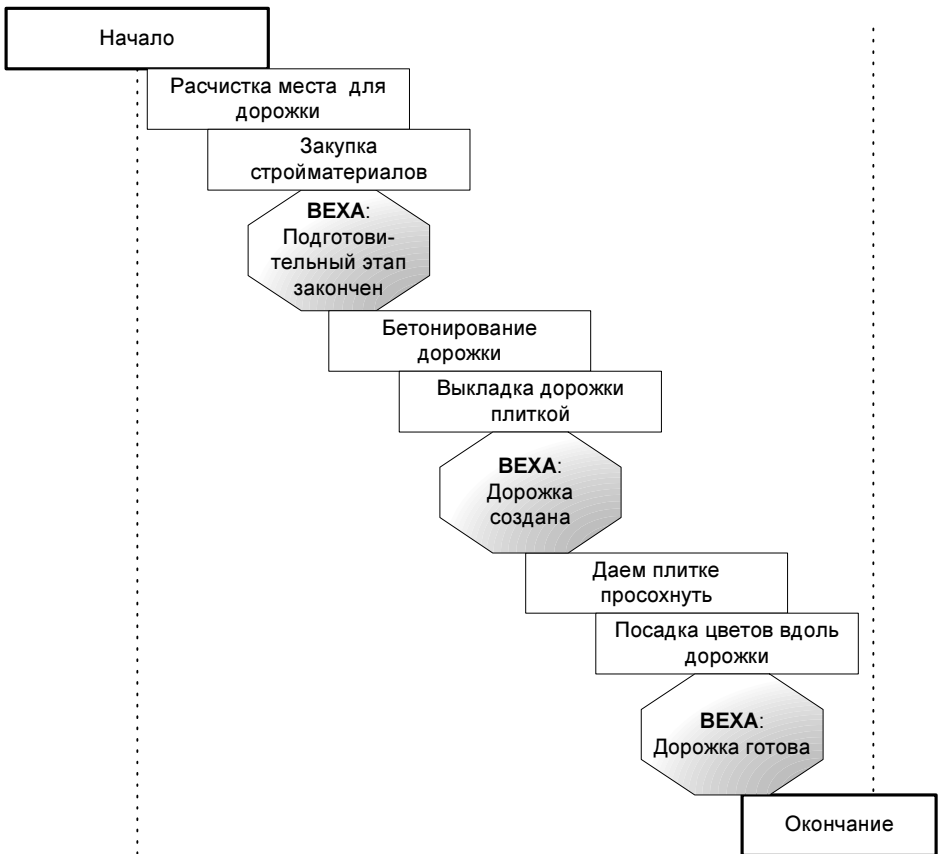 Начало
Расчистка места для
дорожки
Закупка
стройматериалов
ВЕХА:
Подготови-
тельный этап
закончен
Бетонирование
дорожки
Выкладка дорожки
плиткой
ВЕХА:
Дорожка
создана
Даем плитке
просохнуть
Посадка цветов вдоль
дорожки
ВЕХА:
Дорожка готова
Окончание